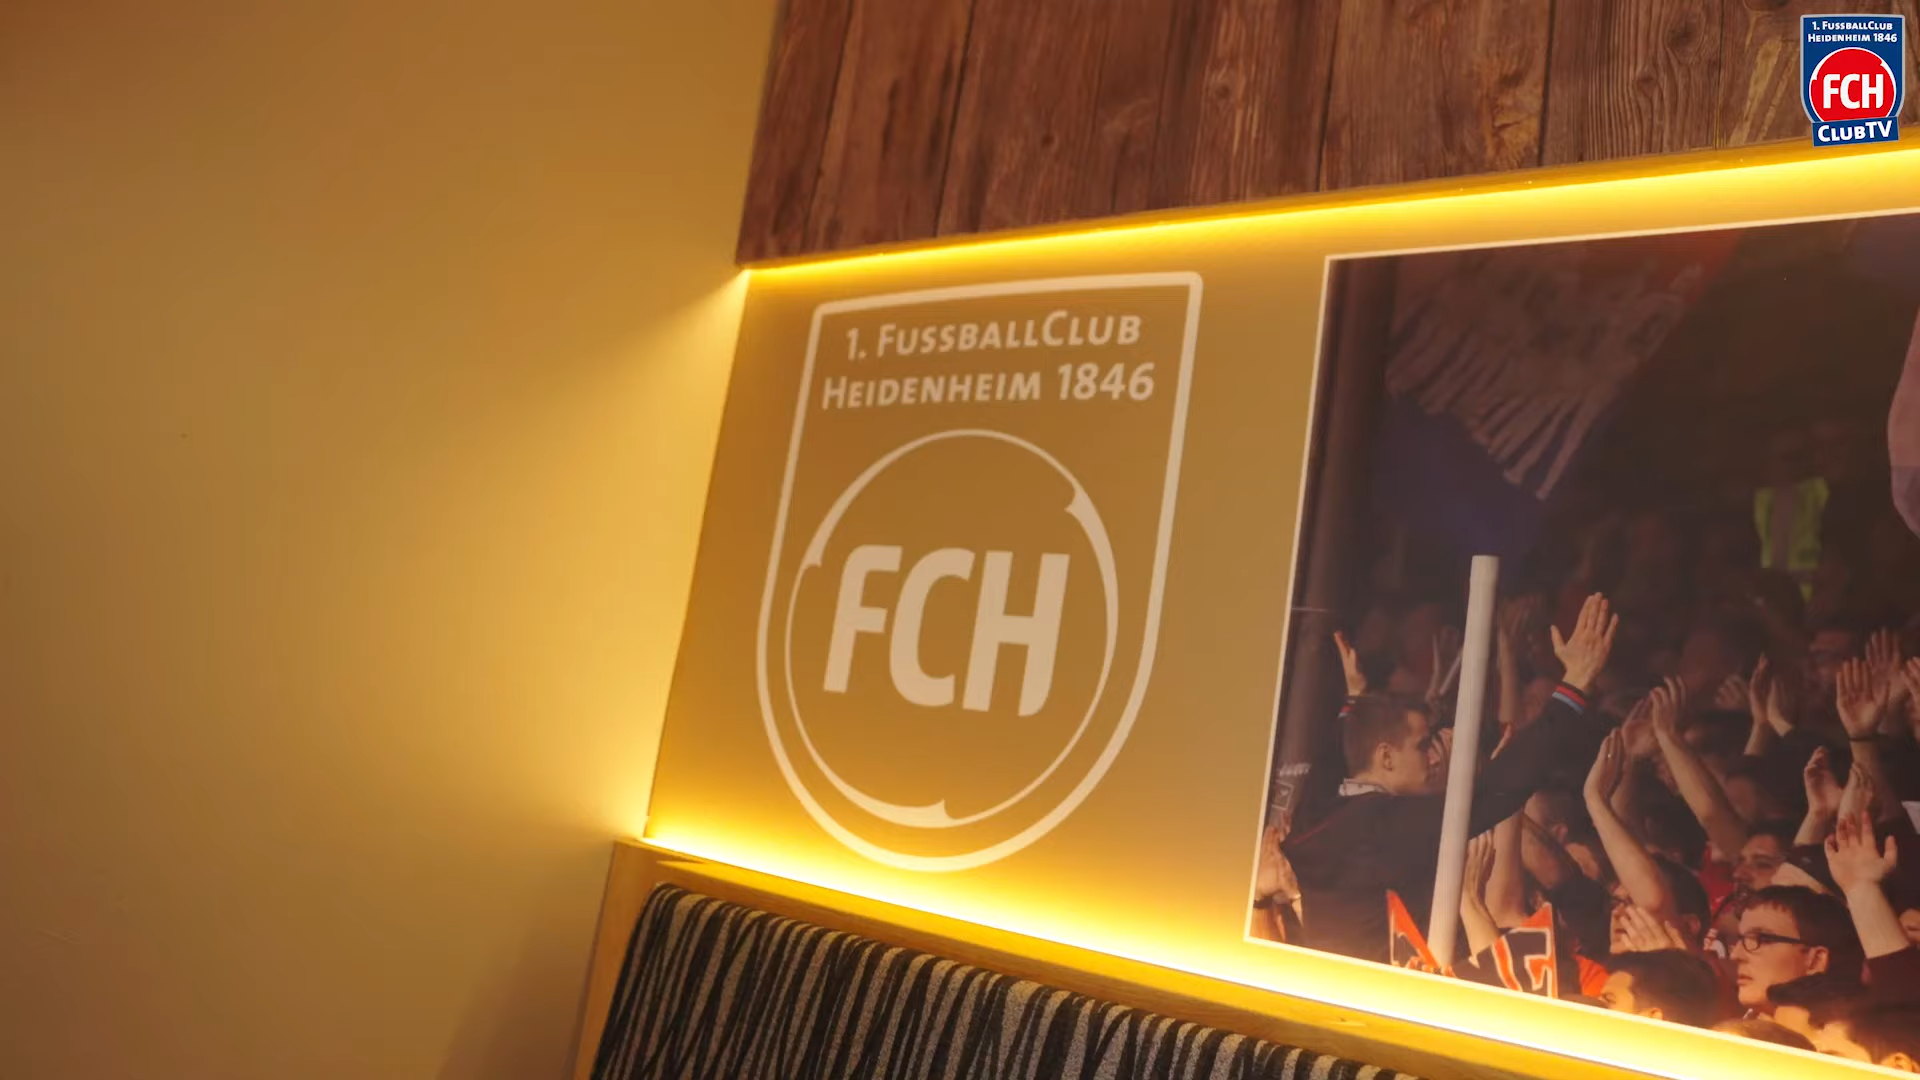 1. FUSSBALLCLUB
HEIDENHEIM 1846
FCH
1. FUSSBALLCLUB
HEIDENHEIM 1846
FCH
CLUBTV